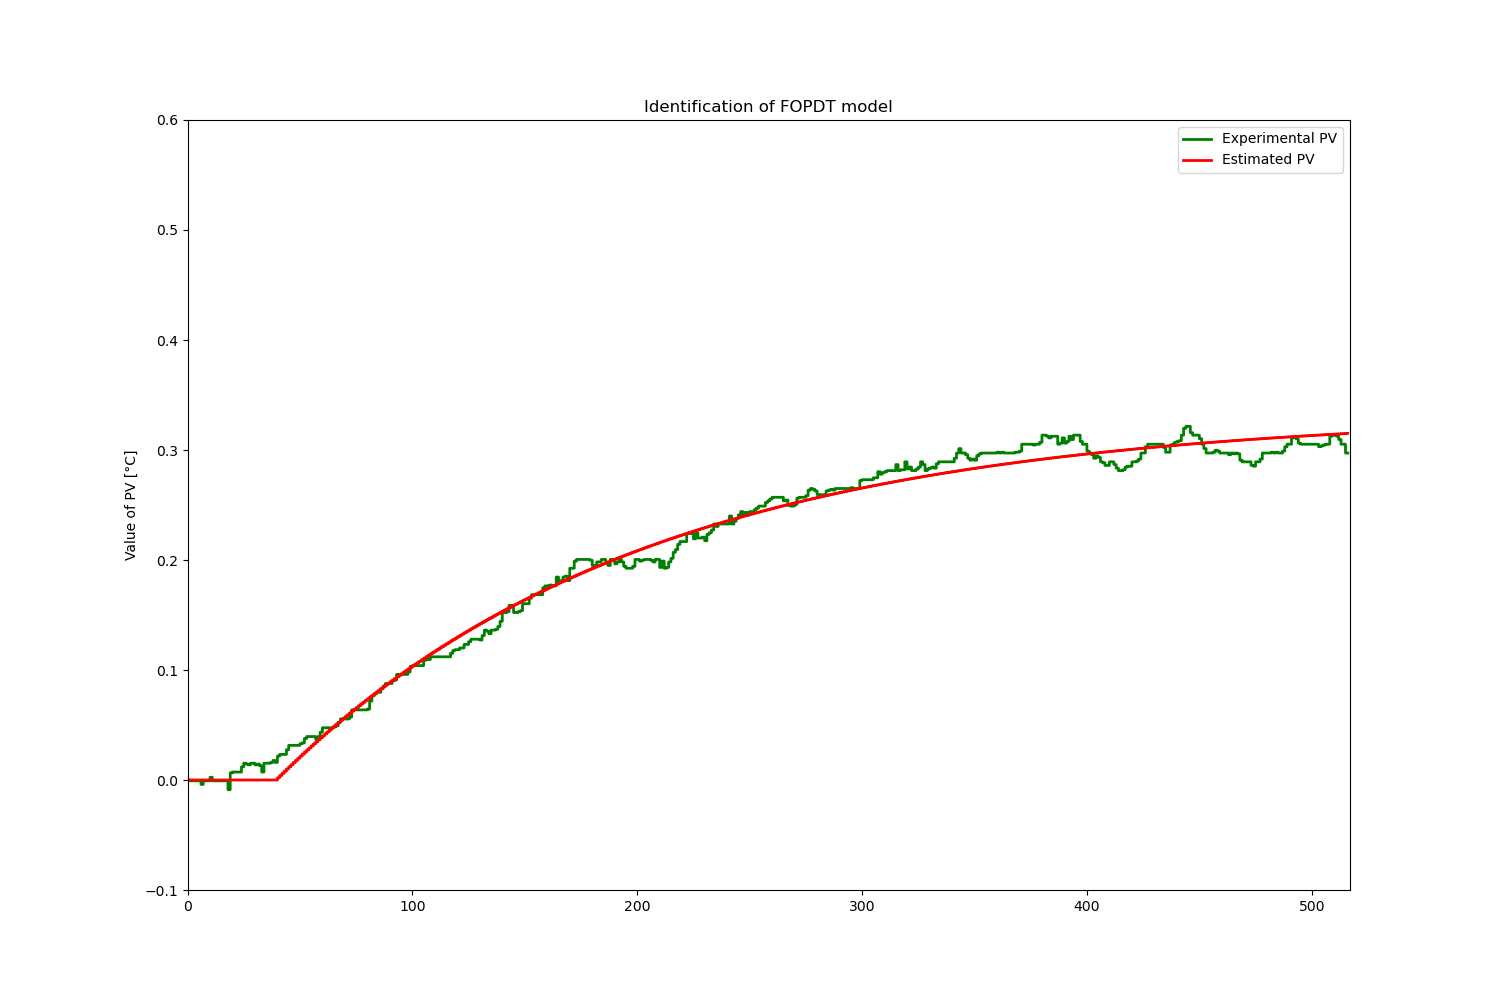 Identification of FOPDT model
Experimental PV
Estimated PV
Value of PV [°C]
0.6
0.5
0.4
0.3
0.2
0.1
0.0
−0.1
0 100 200 300 400 500